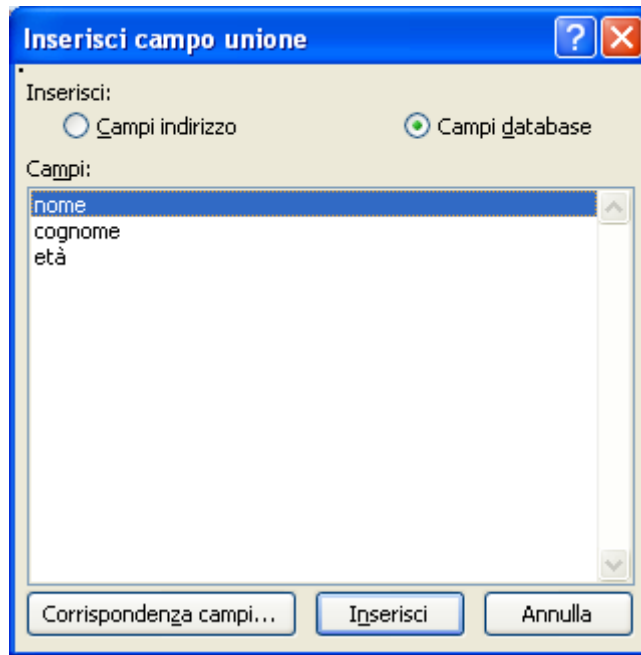 Inserisci campo unione
Inserisci:
Campi indirizzo Campi database
Campi:
nome
cognome
età
Corrispondenza campi... Inserisci Annulla